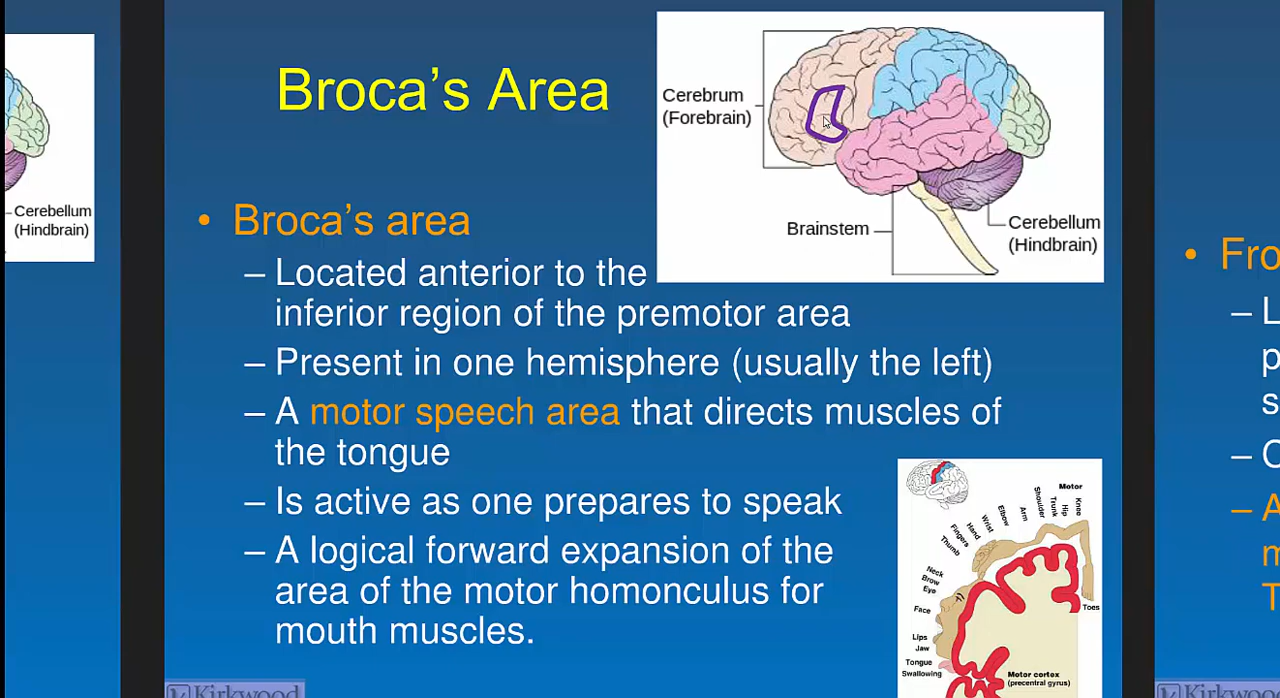 Cerebellum
(Hindbrain)
Broca's Area
Cerebrum
(Forebrain)
Brainstem
Cerebellum
(Hindbrain)
• Broca's area
– Located anterior to the
inferior region of the premotor area
– Present in one hemisphere (usually the left)
– A motor speech area that directs muscles of
the tongue
– Is active as one prepares to speak
– A logical forward expansion of the
area of the motor homonculus for
mouth muscles.
Motor
Knee
Hip
Trunk
Shoulder
Arm
Elbow
Wrist
Hand
Fingers
Thumb
Neck
Brow
Eye
Face
Lips
Jaw
Tongue
Swallowing
Toes
Motor cortex
(precentral gyrus)
Kirkwood
• Fro
– L
p
s
– C
– A
m
T
Kirkwood